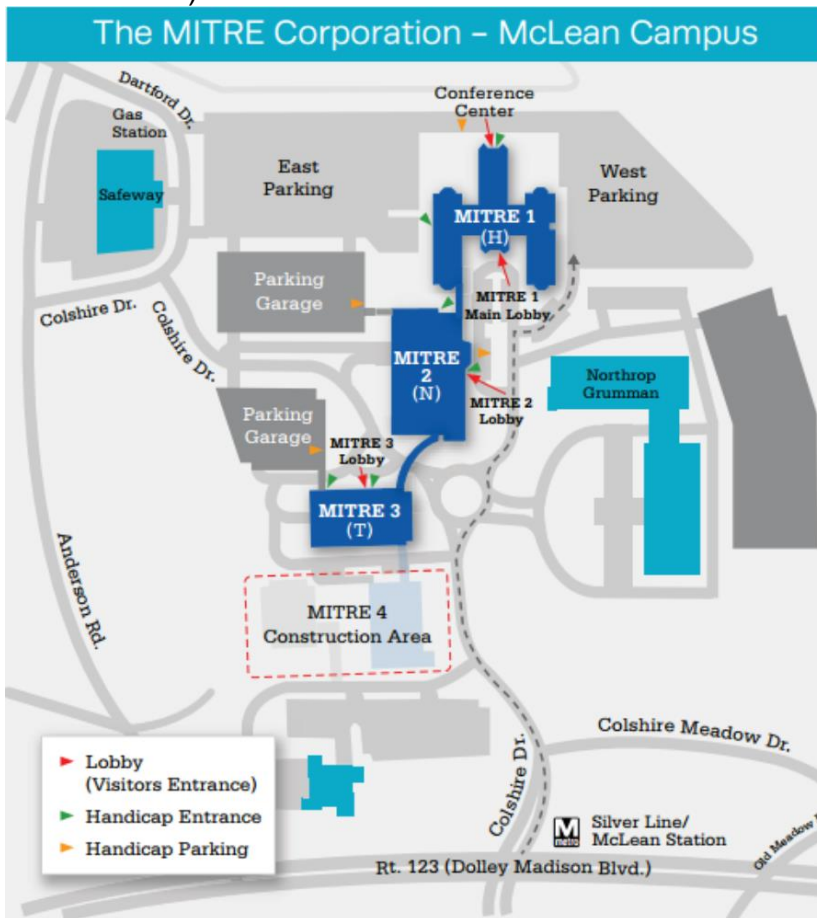 The MITRE Corporation – McLean Campus
Dartford Dr.
Gas
Station
Safeway
East
Parking
Conference
Center
West
Parking
MITRE 1
(H)
Parking
Garage
MITRE 1
Main Lobby
Colshire Dr.
Colshire Dr.
MITRE
2
(N)
Northrop
Grumman
MITRE 2
Lobby
Parking
Garage
MITRE 3
Lobby
MITRE 3
(T)
Anderson Rd.
MITRE 4
Construction Area
Colshire Meadow Dr.
Colshire Dr.
Lobby
(Visitors Entrance)
Handicap Entrance
Handicap Parking
M
metro
Silver Line/
McLean Station
Old Meadow
Rt. 123 (Dolley Madison Blvd.)